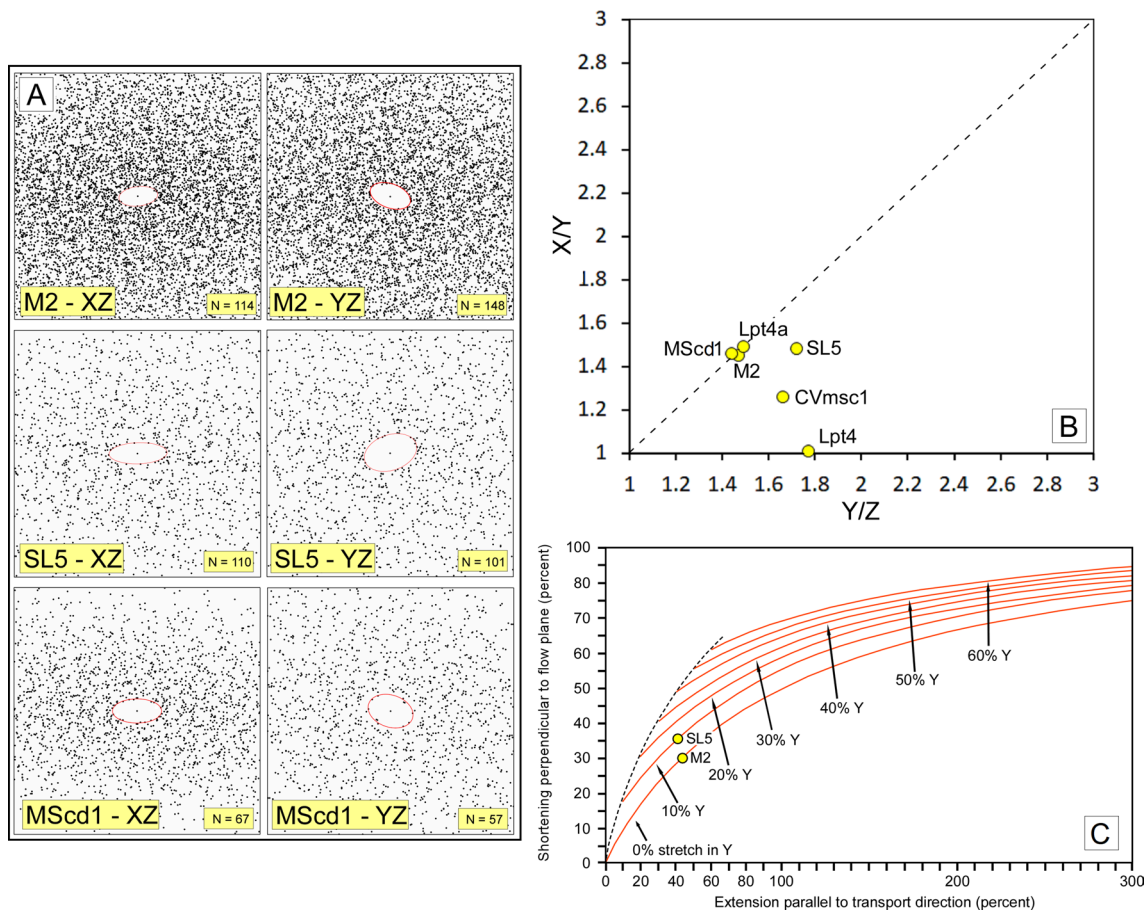 A
M2 - XZ
N = 114
M2 - YZ
N = 148
SL5 - XZ
N = 110
SL5 - YZ
N = 101
MScd1 - XZ
N = 67
MScd1 - YZ
N = 57
3
2.8
2.6
2.4
2.2
2
1.8
1.6
1.4
1.2
1
X/Y
Lpt4a
MScd1
SL5
M2
CVmsc1
Lpt4
B
1 1.2 1.4 1.6 1.8 2 2.2 2.4 2.6 2.8 3
Y/Z
Shortening perpendicular to flow plane (percent)
100
90
80
70
60
50
40
30
20
10
0
60% Y
50% Y
40% Y
30% Y
20% Y
10% Y
0% stretch in Y
SL5
M2
C
0 20 40 60 80 100 200 300
Extension parallel to transport direction (percent)